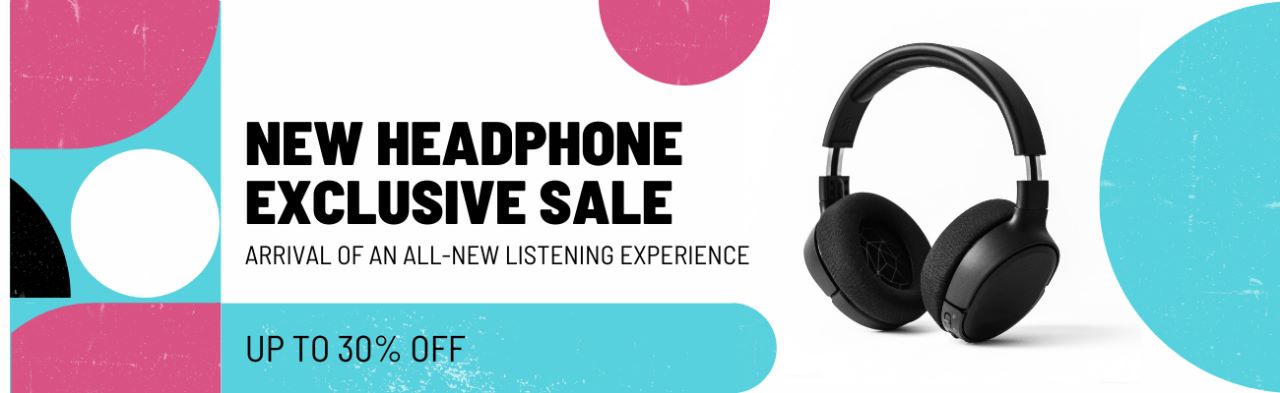 NEW HEADPHONE
EXCLUSIVE SALE
ARRIVAL OF AN ALL-NEW LISTENING EXPERIENCE
UP TO 30% OFF